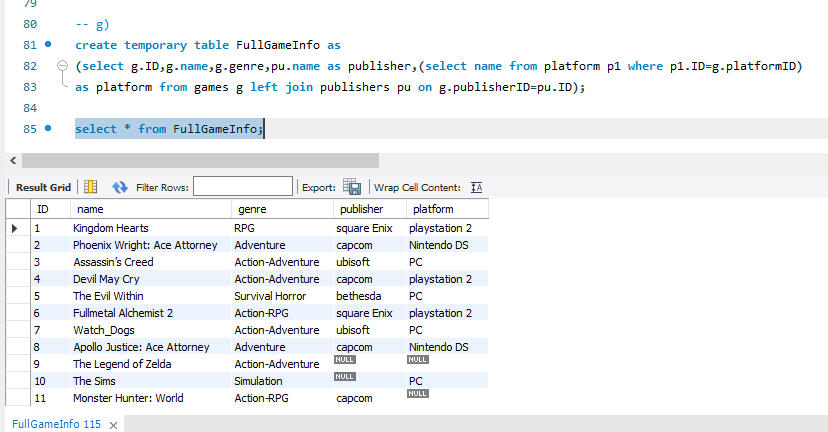 79
80 -- g)
81 create temporary table FullGameInfo as
82 (select g.ID,g.name,g.genre,pu.name as publisher,(select name from platform p1 where p1.ID=g.platformID)
83 as platform from games g left join publishers pu on g.publisherID=pu.ID);
84
85 select * from FullGameInfo;
Result Grid Filter Rows: Export: Wrap Cell Content: IA
ID name genre publisher platform
1 Kingdom Hearts RPG square Enix playstation 2
2 Phoenix Wright: Ace Attorney Adventure capcom Nintendo DS
3 Assassin’s Creed Action-Adventure ubisoft PC
4 Devil May Cry Action-Adventure capcom playstation 2
5 The Evil Within Survival Horror bethesda PC
6 Fullmetal Alchemist 2 Action-RPG square Enix playstation 2
7 Watch_Dogs Action-Adventure ubisoft PC
8 Apollo Justice: Ace Attorney Adventure capcom Nintendo DS
9 The Legend of Zelda Action-Adventure NULL NULL
10 The Sims Simulation NULL PC
11 Monster Hunter: World Action-RPG capcom NULL
FullGameInfo 115